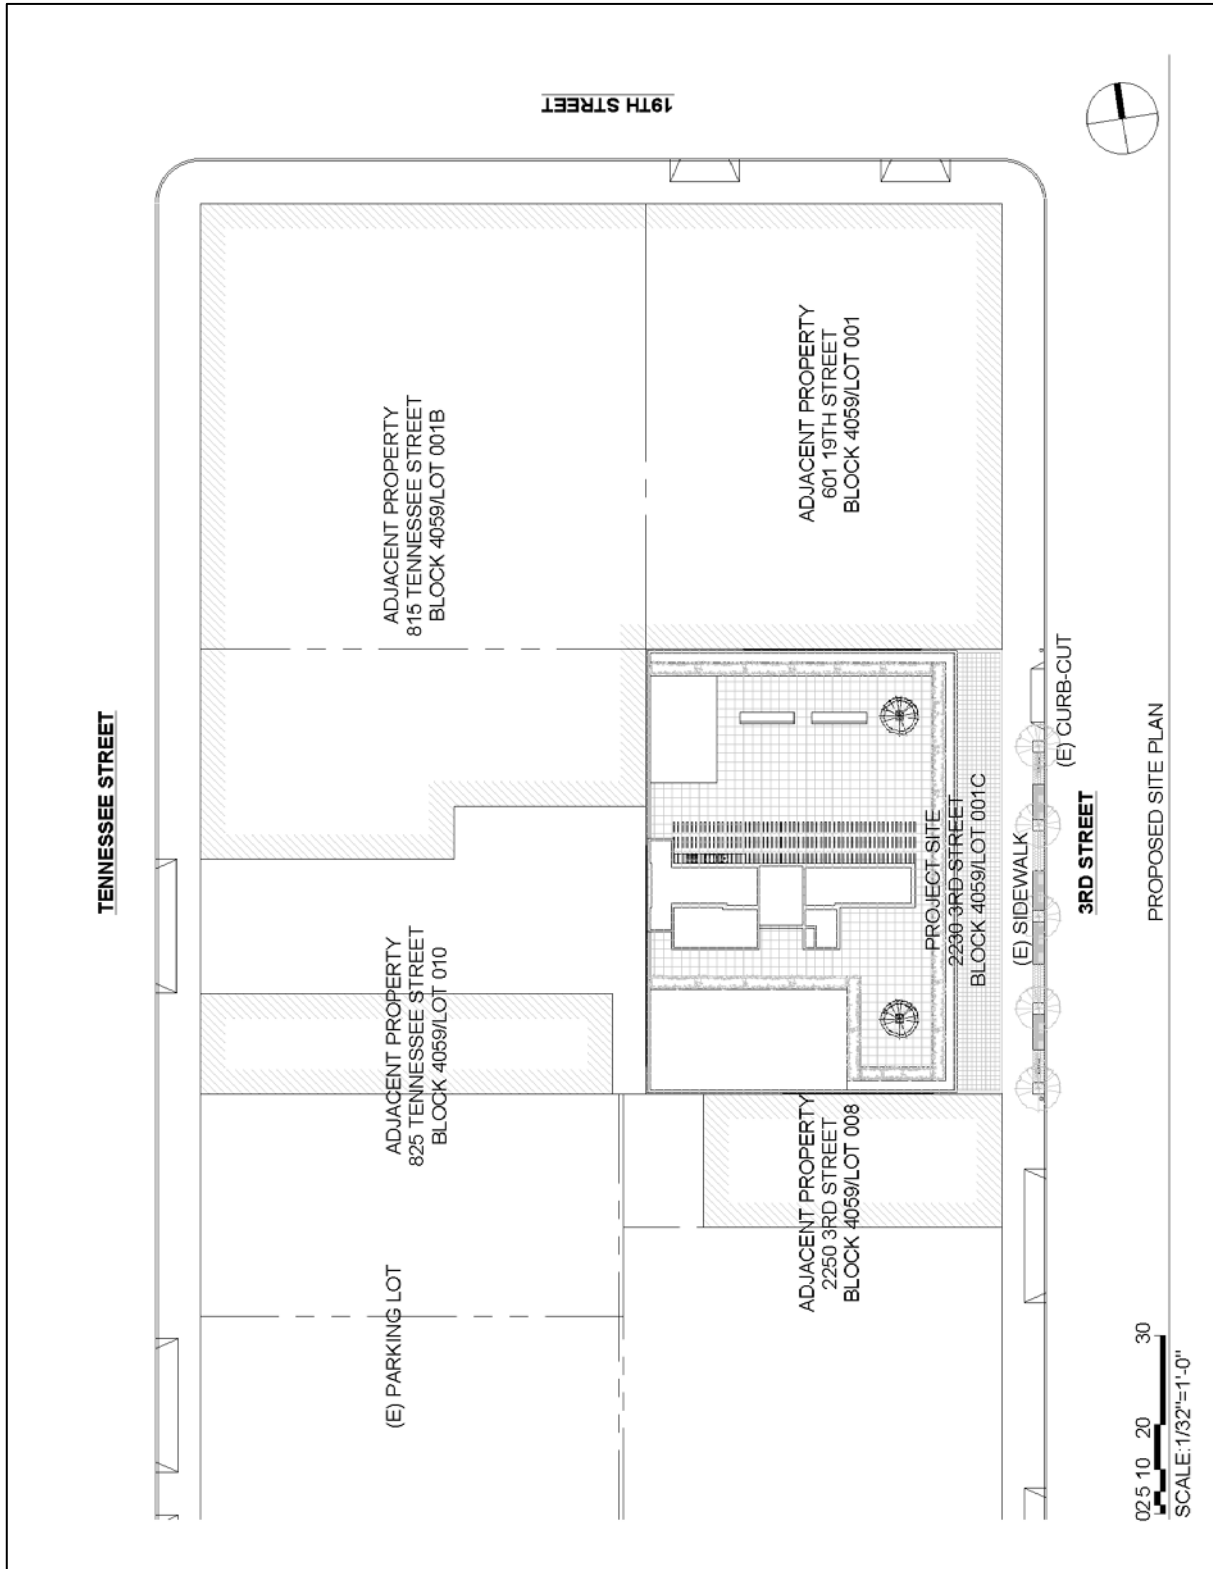 19TH STREET
TENNESSEE STREET
ADJACENT PROPERTY
815 TENNESSEE STREET
BLOCK 4059/LOT 001B
ADJACENT PROPERTY
601 19TH STREET
BLOCK 4059/LOT 001
ADJACENT PROPERTY
825 TENNESSEE STREET
BLOCK 4059/LOT 010
PROJECT SITE
2230 3RD STREET
BLOCK 4059/LOT 001C
ADJACENT PROPERTY
2250 3RD STREET
BLOCK 4059/LOT 008
(E) PARKING LOT
(E) SIDEWALK
(E) CURB-CUT
3RD STREET
PROPOSED SITE PLAN
02.5 10 20 30
SCALE:1/32"=1'-0"